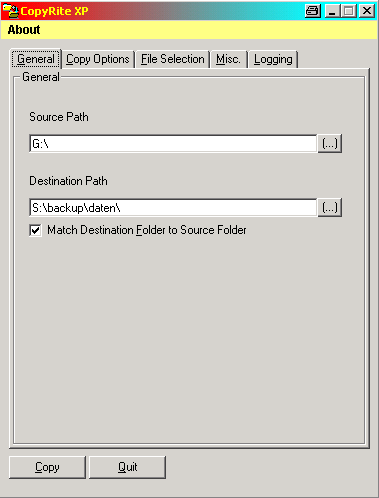 CopyRite XP
About
General Copy Options File Selection Misc. Logging
General
Source Path
G:\
(...)
Destination Path
S:\backup\daten\
(...)
Match Destination Folder to Source Folder
Copy Quit